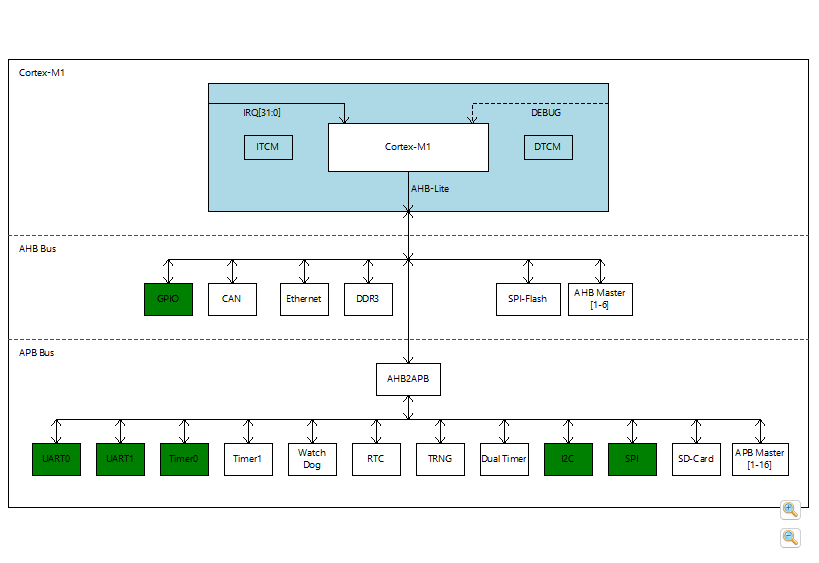 Cortex-M1
IRQ[31:0]
DEBUG
ITCM
Cortex-M1
DTCM
AHB-Lite
AHB Bus
GPIO
CAN
Ethernet
DDR3
SPI-Flash
AHB Master
[1-6]
APB Bus
AHB2APB
UART0
UART1
Timer0
Timer1
Watch
Dog
RTC
TRNG
Dual Timer
I2C
SPI
SD-Card
APB Master
[1-16]